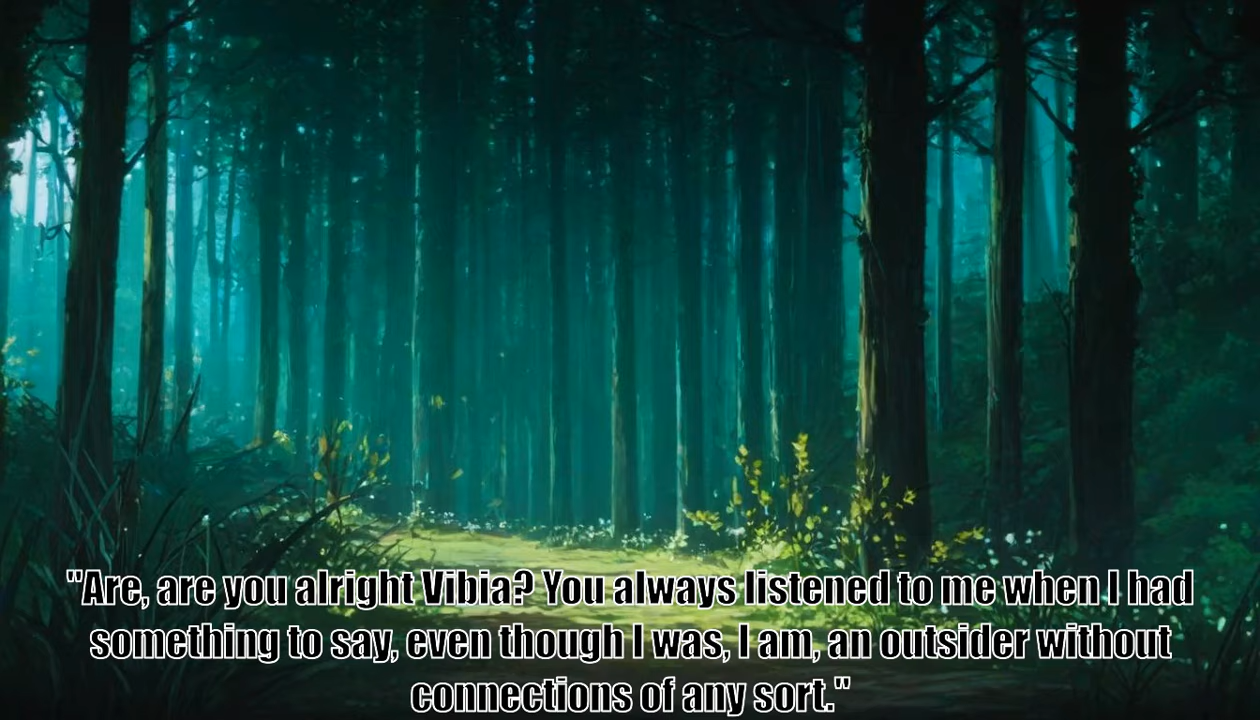 "Are, are you alright Vibia? You always listened to me when I had
something to say, even though I was, I am, an outsider without
connections of any sort."